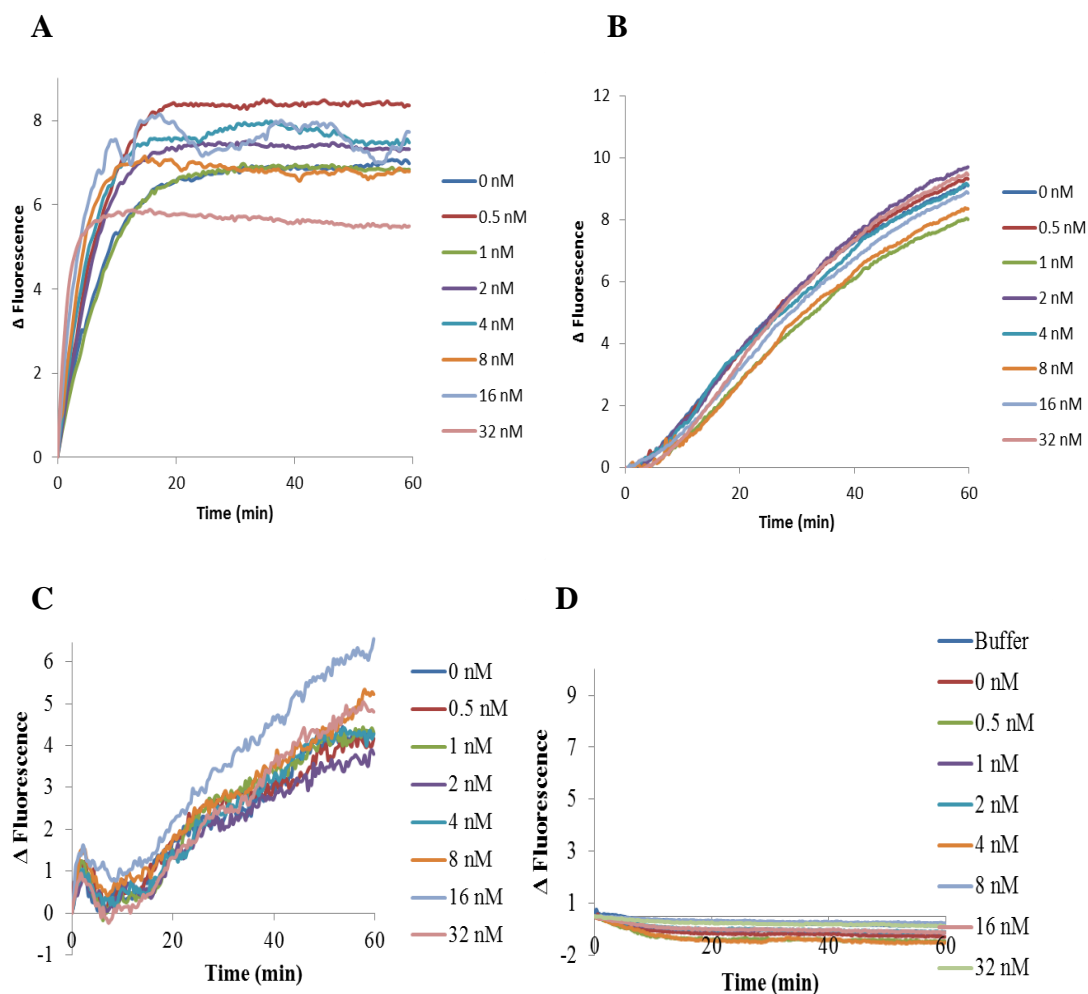 A
8
6
4
2
0
0 20 40 60
Δ Fluorescence
Time (min)
0 nM
0.5 nM
1 nM
2 nM
4 nM
8 nM
16 nM
32 nM
B
12
10
8
6
4
2
0
0 20 40 60
Δ Fluorescence
Time (min)
0 nM
0.5 nM
1 nM
2 nM
4 nM
8 nM
16 nM
32 nM
C
6
5
4
3
2
1
0
-1
0 20 40 60
Δ Fluorescence
Time (min)
0 nM
0.5 nM
1 nM
2 nM
4 nM
8 nM
16 nM
32 nM
D
9
7
5
3
1
-2
0 20 40 60
Δ Fluorescence
Time (min)
Buffer
0 nM
0.5 nM
1 nM
2 nM
4 nM
8 nM
16 nM
32 nM